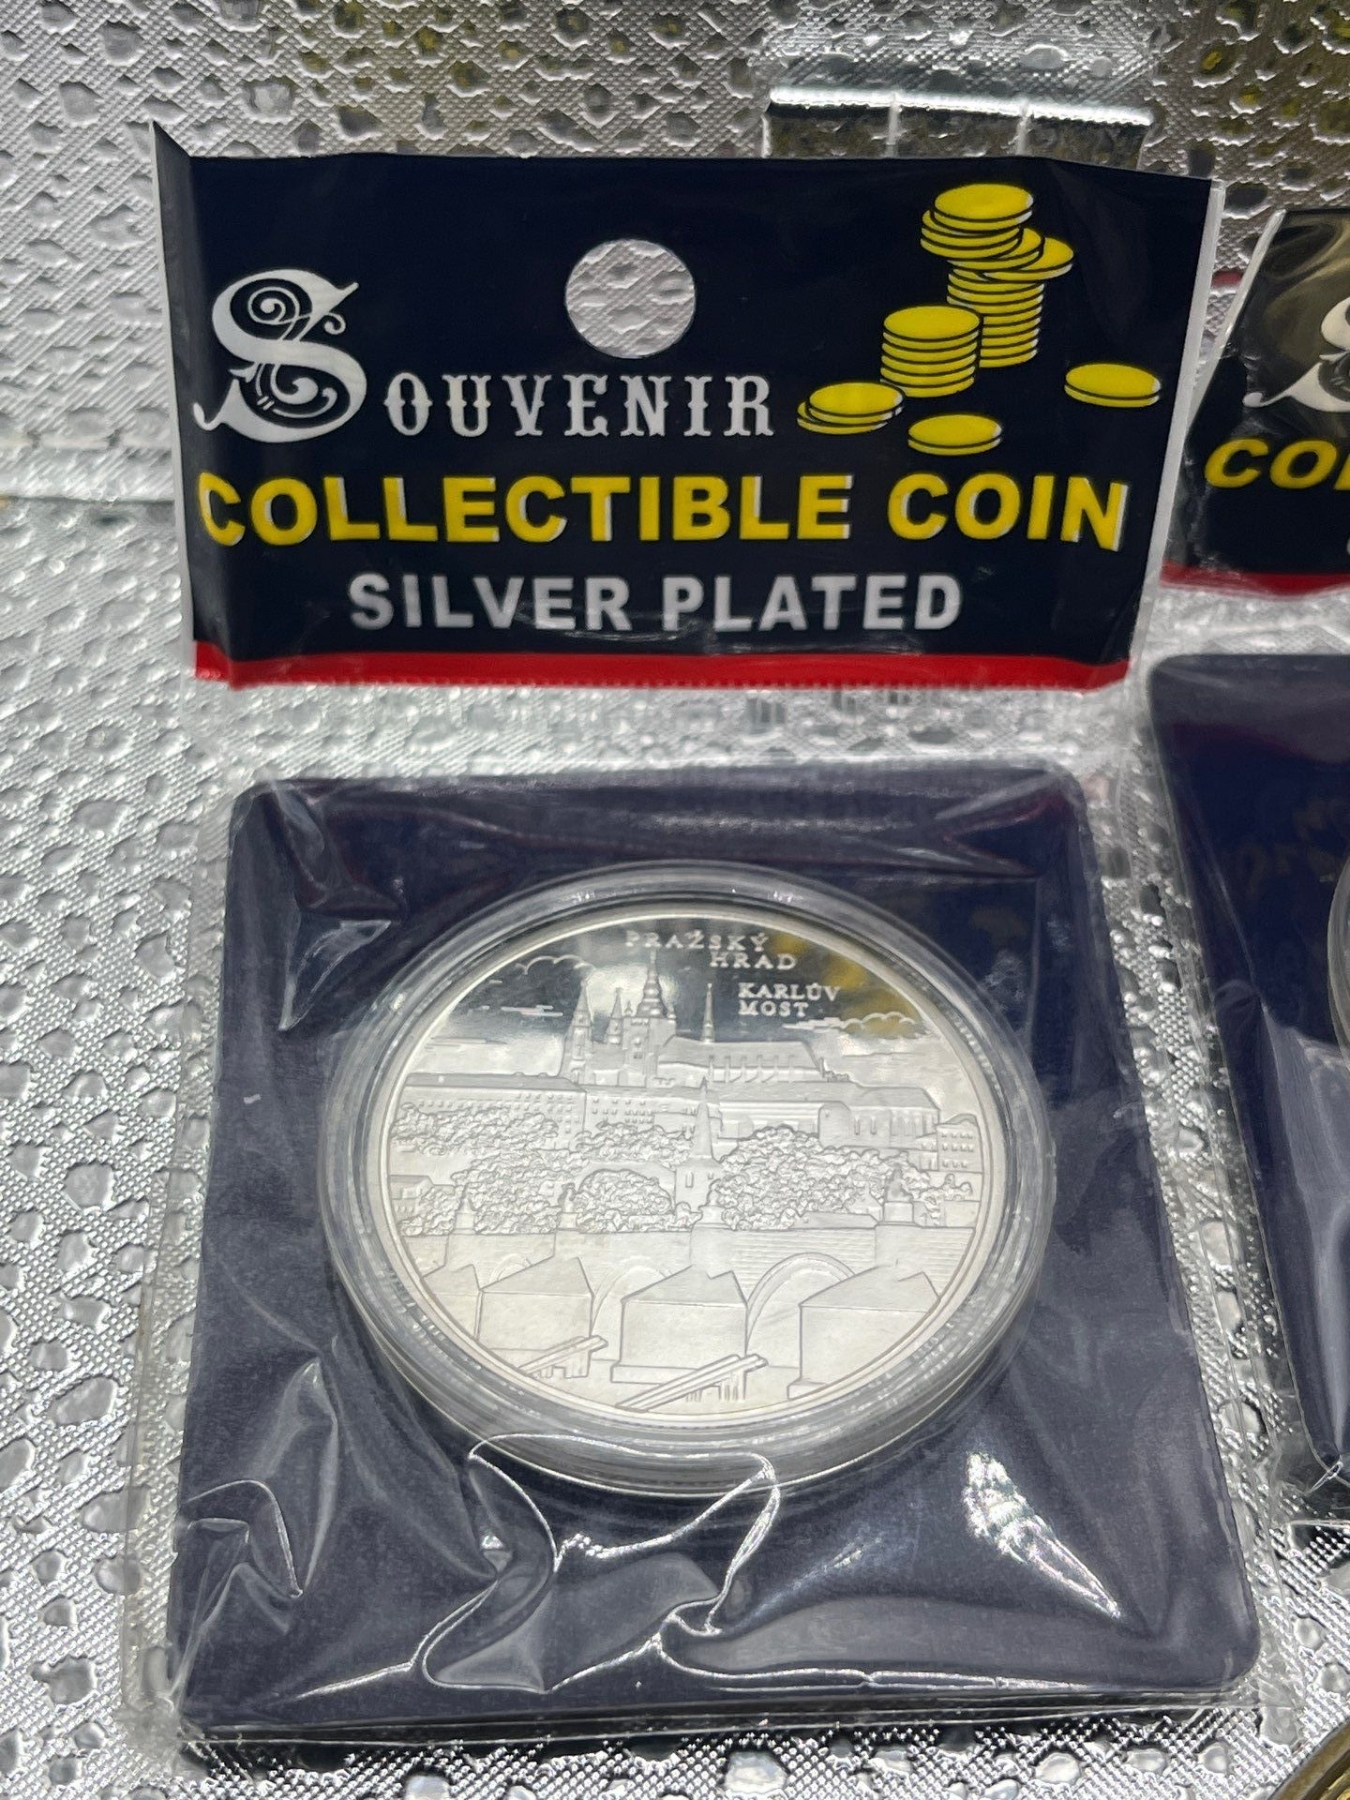 SOUVENIR
COLLECTIBLE COIN
SILVER PLATED
PRAŽSKÝ
HRAD
KARLŮV
MOST